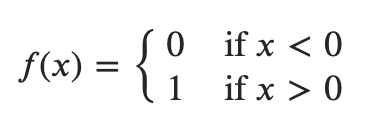 f(x) = { 0 if x < 0
1 if x > 0